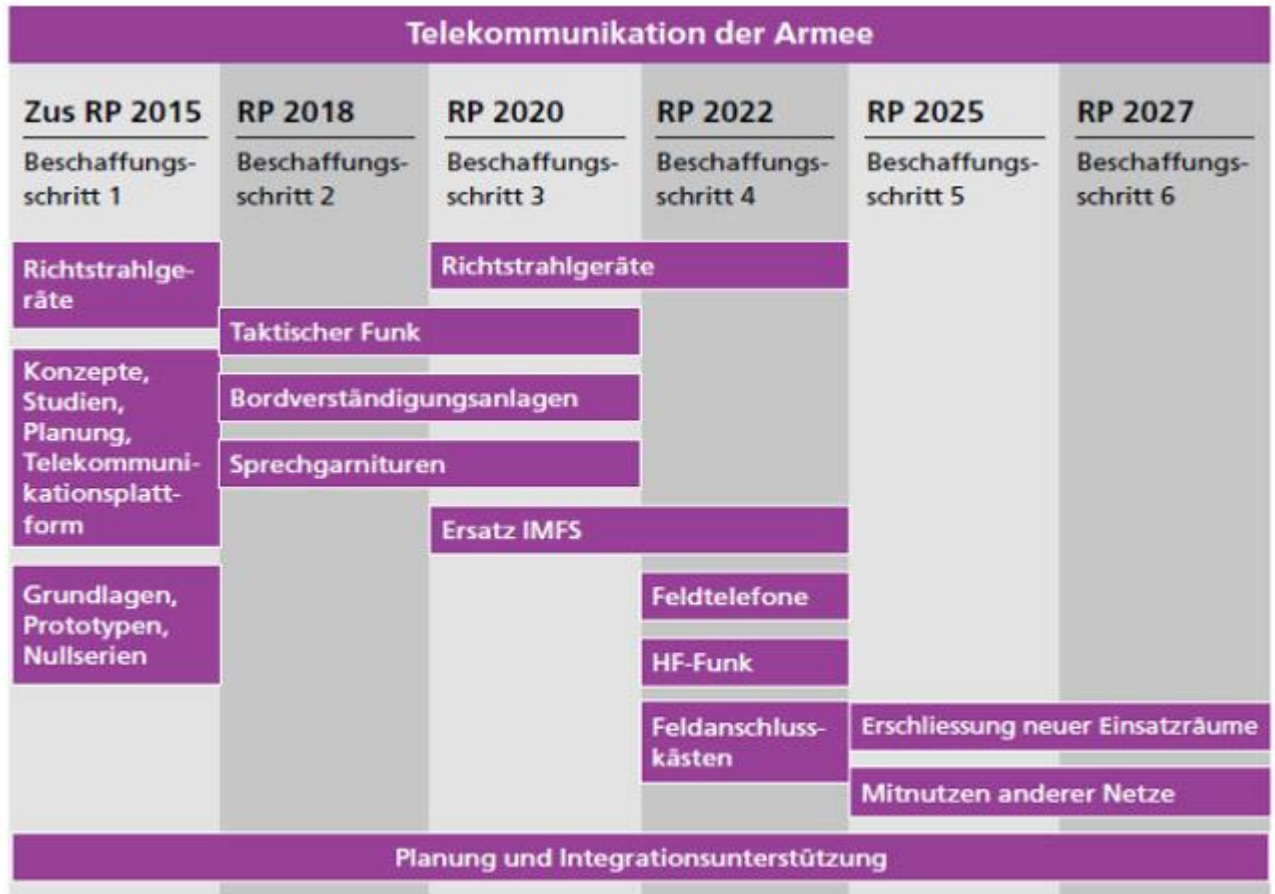 Telekommunikation der Armee
Zus RP 2015
Beschaffungs-
schritt 1
RP 2018
Beschaffungs-
schritt 2
RP 2020
Beschaffungs-
schritt 3
RP 2022
Beschaffungs-
schritt 4
RP 2025
Beschaffungs-
schritt 5
RP 2027
Beschaffungs-
schritt 6
Richtstrahlge-
räte
Richtstrahlgeräte
Taktischer Funk
Konzepte,
Studien,
Planung,
Telekommuni-
kationsplatt-
form
Bordverständigungsanlagen
Sprechgarnituren
Ersatz IMFS
Grundlagen,
Prototypen,
Nullserien
Feldtelefone
HF-Funk
Feldanschluss-
kästen
Erschliessung neuer Einsatzräume
Mitnutzen anderer Netze
Planung und Integrationsunterstützung